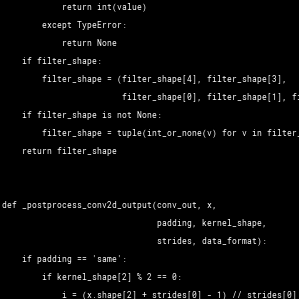 return int(value)
except TypeError:
return None
if filter_shape:
filter_shape = (filter_shape[4], filter_shape[3],
filter_shape[0], filter_shape[1],
if filter_shape is not None:
filter_shape = tuple(int_or_none(v) for v in filter_
return filter_shape
def _postprocess_conv2d_output(conv_out, x,
padding, kernel_shape,
strides, data_format):
if padding == 'same':
if kernel_shape[2] % 2 == 0:
i = (x.shape[2] + strides[0] - 1) // strides[0]